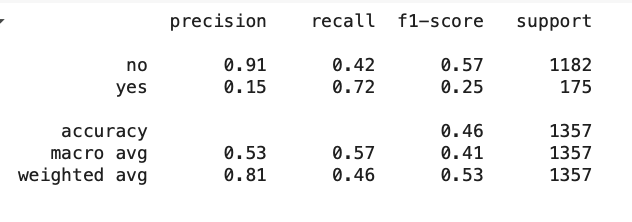 precision recall f1-score support
no 0.91 0.42 0.57 1182
yes 0.15 0.72 0.25 175
accuracy 0.46 1357
macro avg 0.53 0.57 0.41 1357
weighted avg 0.81 0.46 0.53 1357